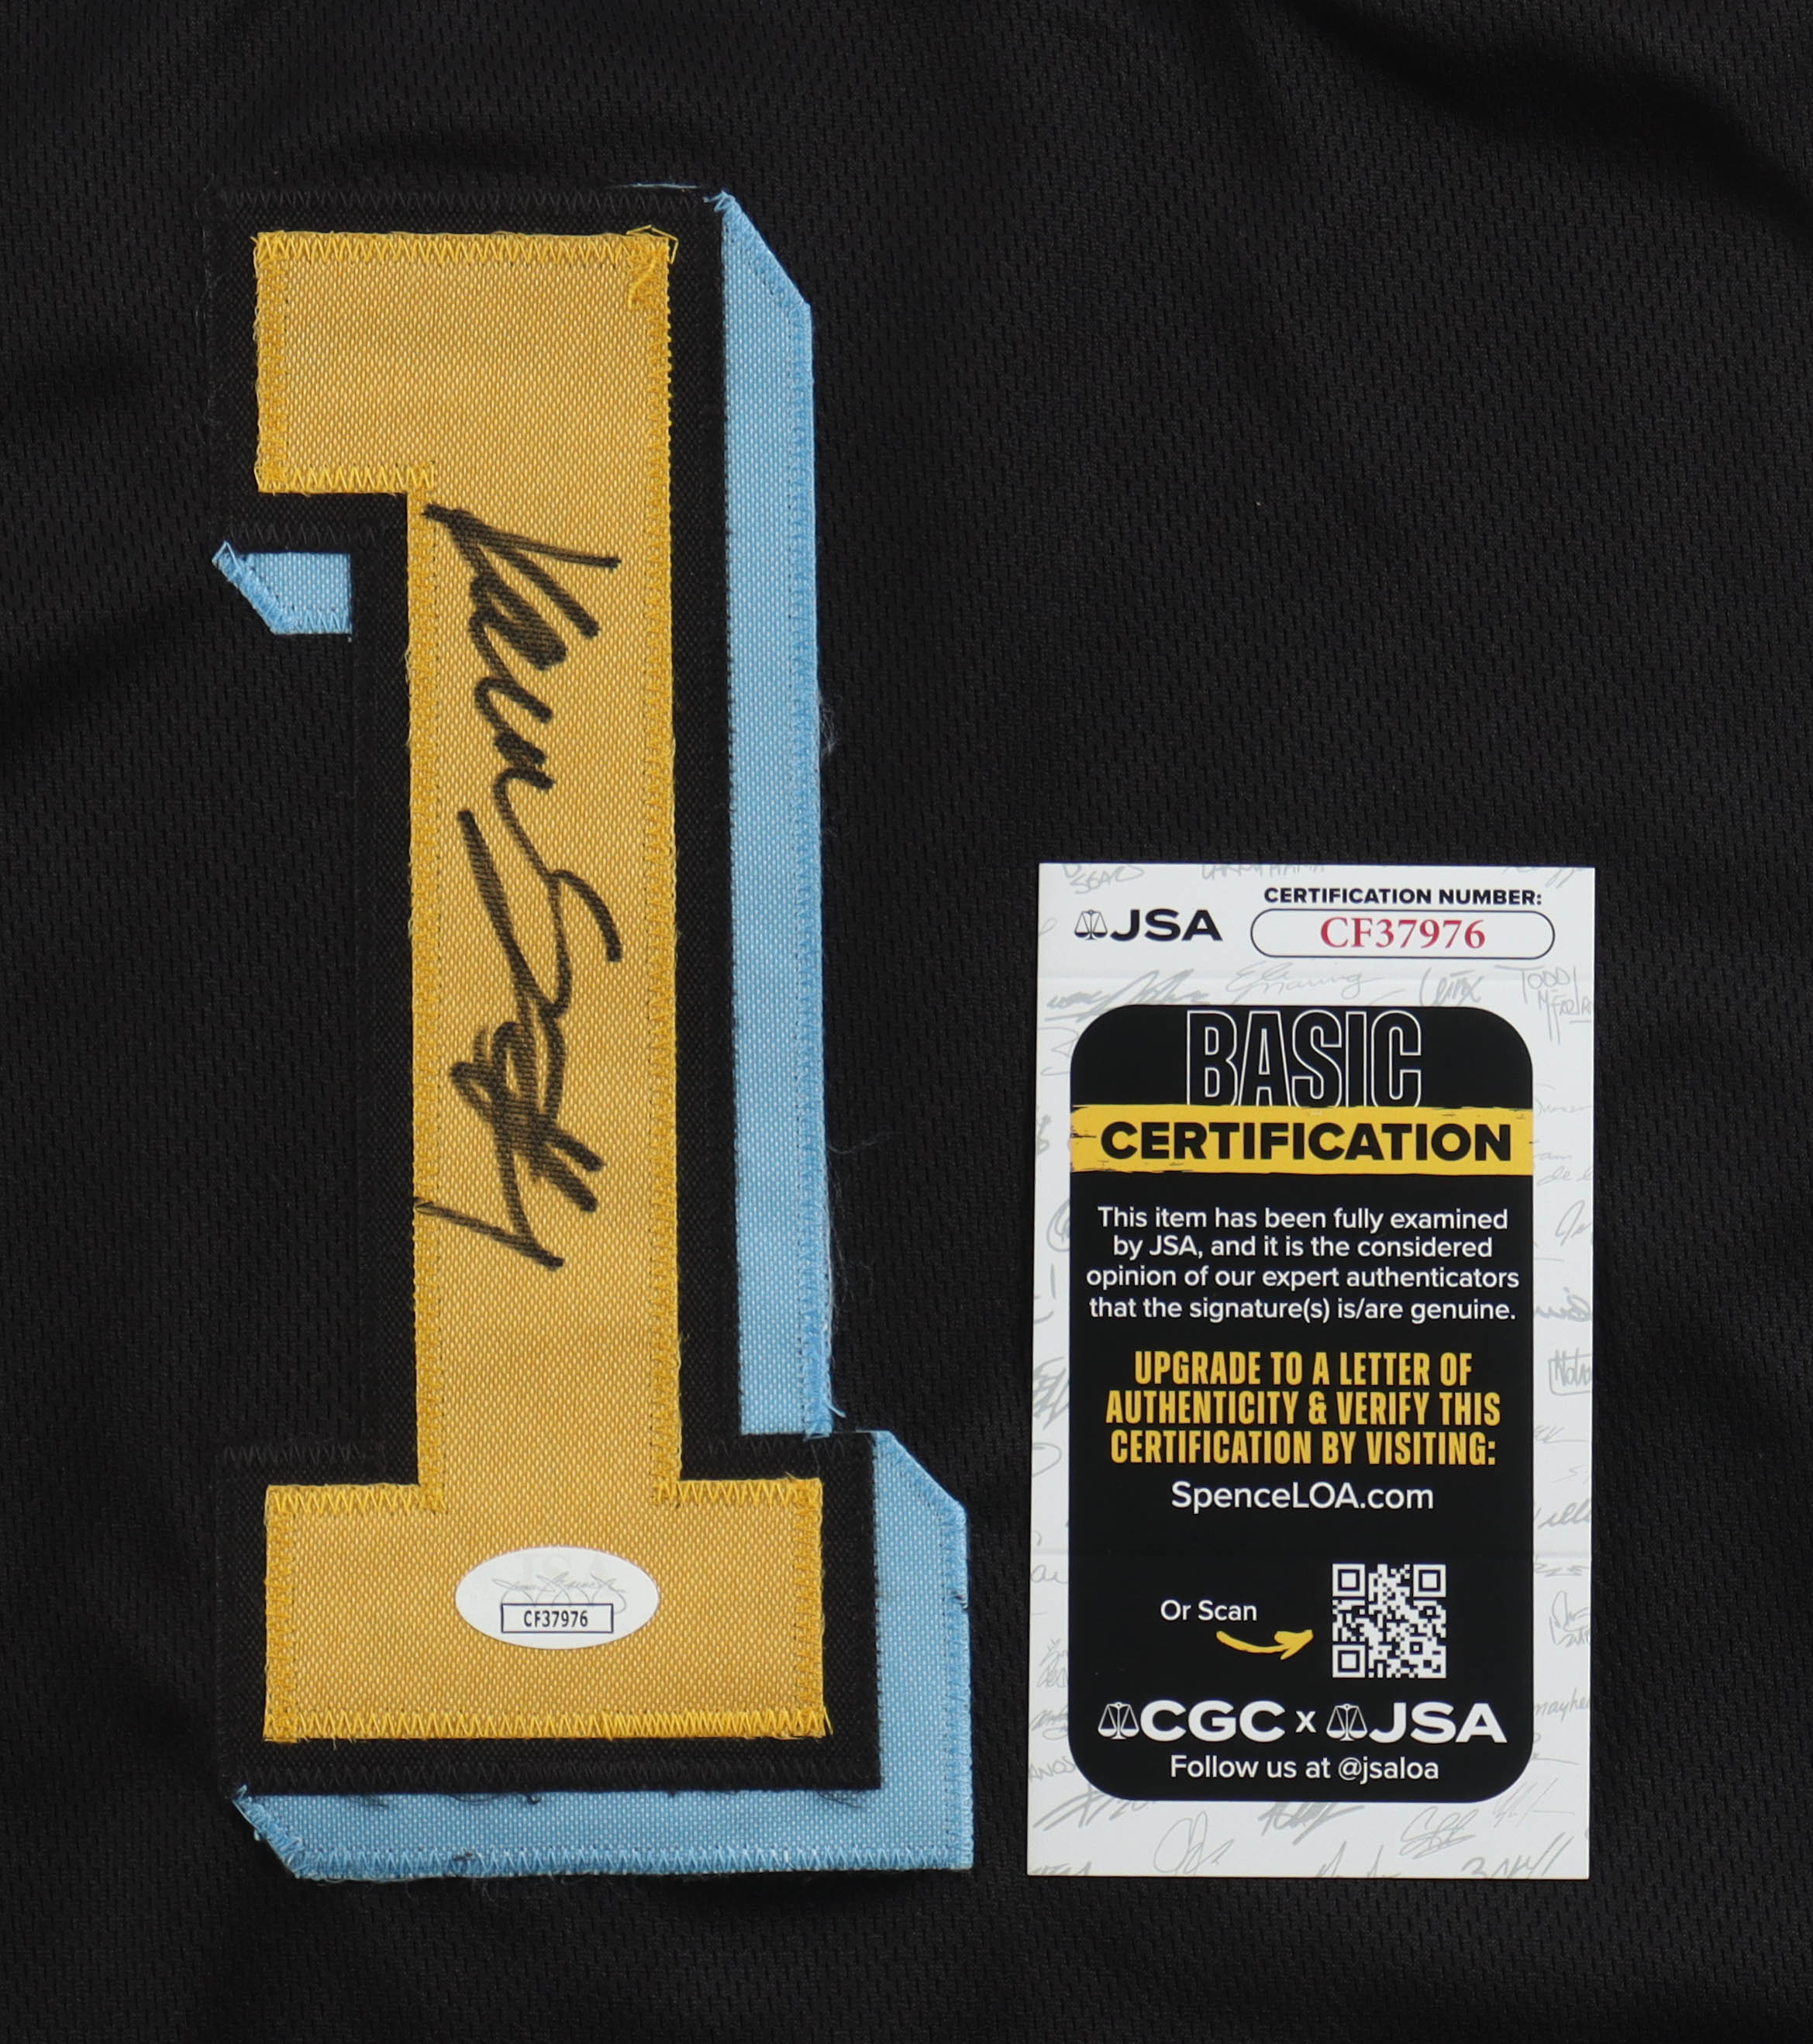 1
Kevin
CF37976
JSA
CERTIFICATION NUMBER:
CF37976
BASIC
CERTIFICATION
This item has been fully examined
by JSA, and it is the considered
opinion of our expert authenticators
that the signature(s) is/are genuine.
UPGRADE TO A LETTER OF
AUTHENTICITY & VERIFY THIS
CERTIFICATION BY VISITING:
SpenceLOA.com
Or Scan
CGC x JSA
Follow us at @jsaloa